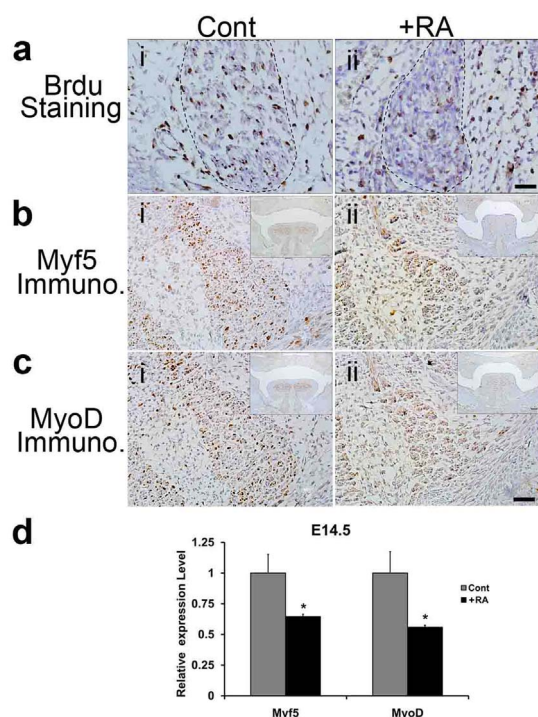 Cont +RA
a
Brdu
Staining
i
ii
b
Myf5
Immuno.
i
ii
c
MyoD
Immuno.
i
ii
d
E14.5
Relative expression Level
1.25
1
0.75
0.5
0.25
0
*
*
Cont
+RA
Myf5 MyoD